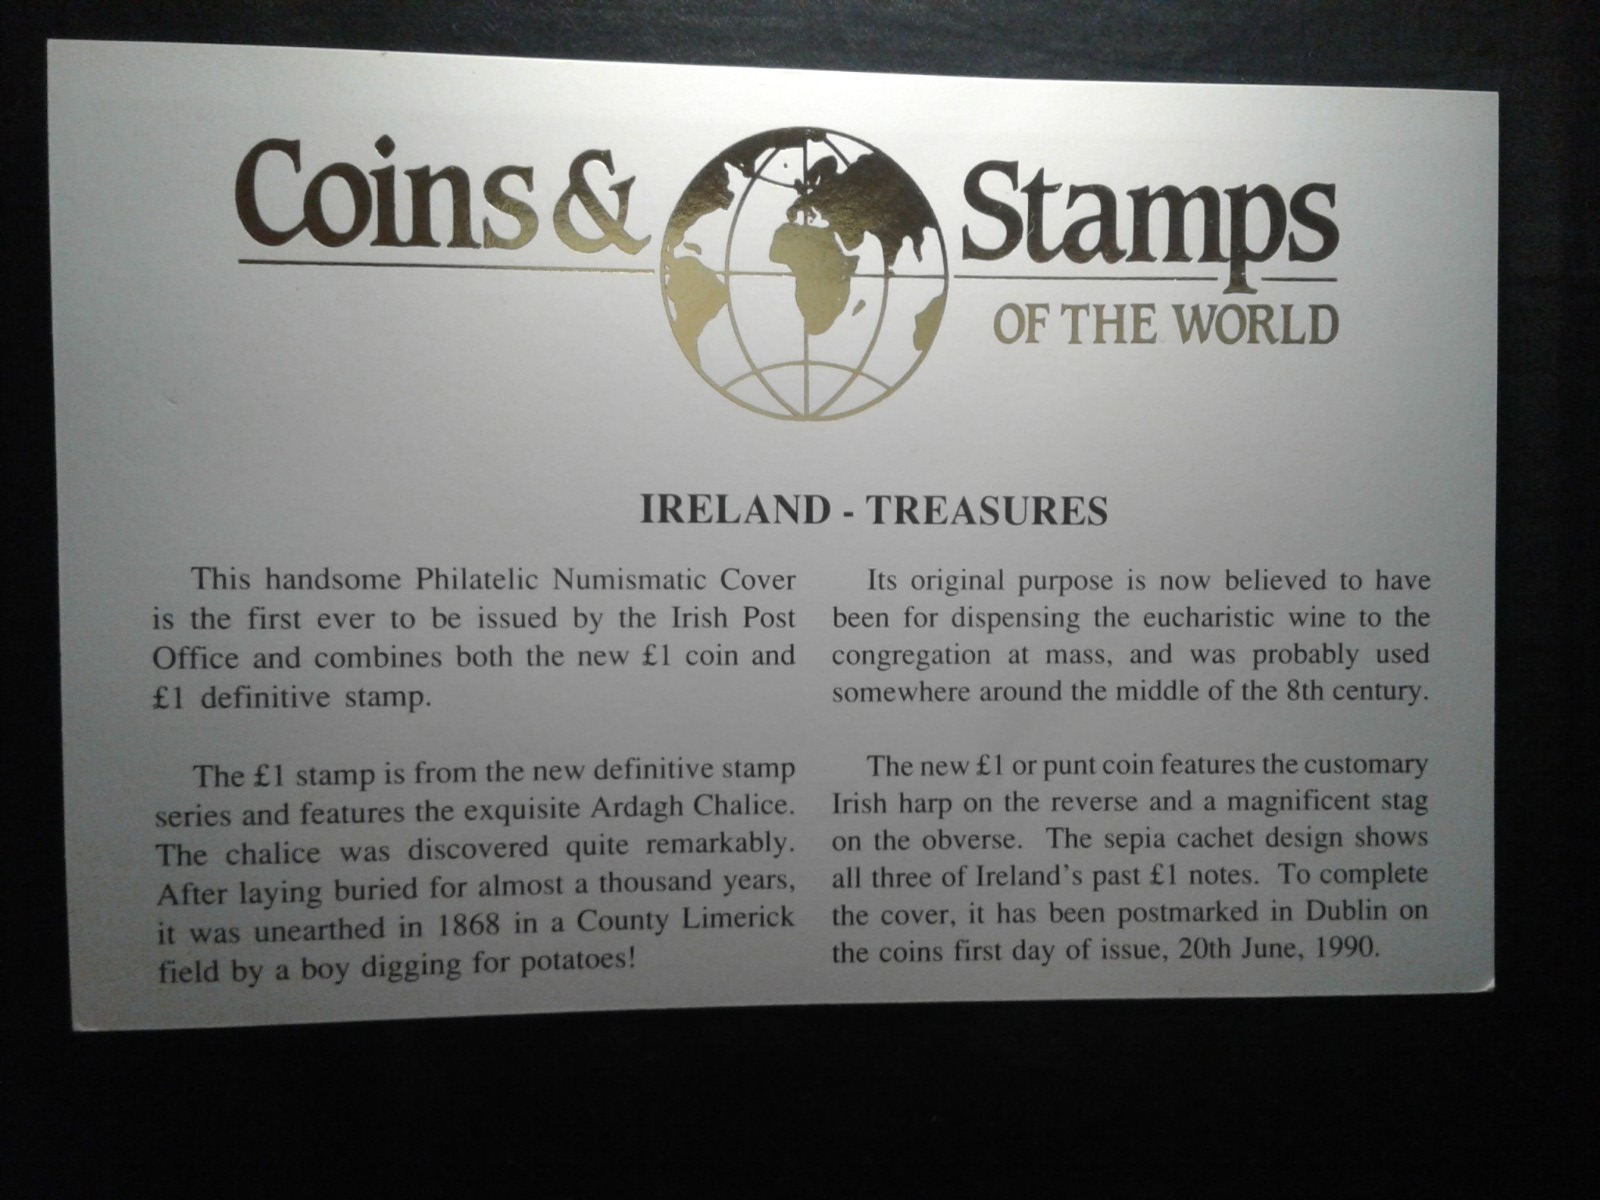 Coins & Stamps
OF THE WORLD
IRELAND - TREASURES
This handsome Philatelic Numismatic Cover
is the first ever to be issued by the Irish Post
Office and combines both the new £1 coin and
£1 definitive stamp.
The £1 stamp is from the new definitive stamp
series and features the exquisite Ardagh Chalice.
The chalice was discovered quite remarkably.
After laying buried for almost a thousand years,
it was unearthed in 1868 in a County Limerick
field by a boy digging for potatoes!
Its original purpose is now believed to have
been for dispensing the eucharistic wine to the
congregation at mass, and was probably used
somewhere around the middle of the 8th century.
The new £1 or punt coin features the customary
Irish harp on the reverse and a magnificent stag
on the obverse. The sepia cachet design shows
all three of Ireland's past £1 notes. To complete
the cover, it has been postmarked in Dublin on
the coins first day of issue, 20th June, 1990.